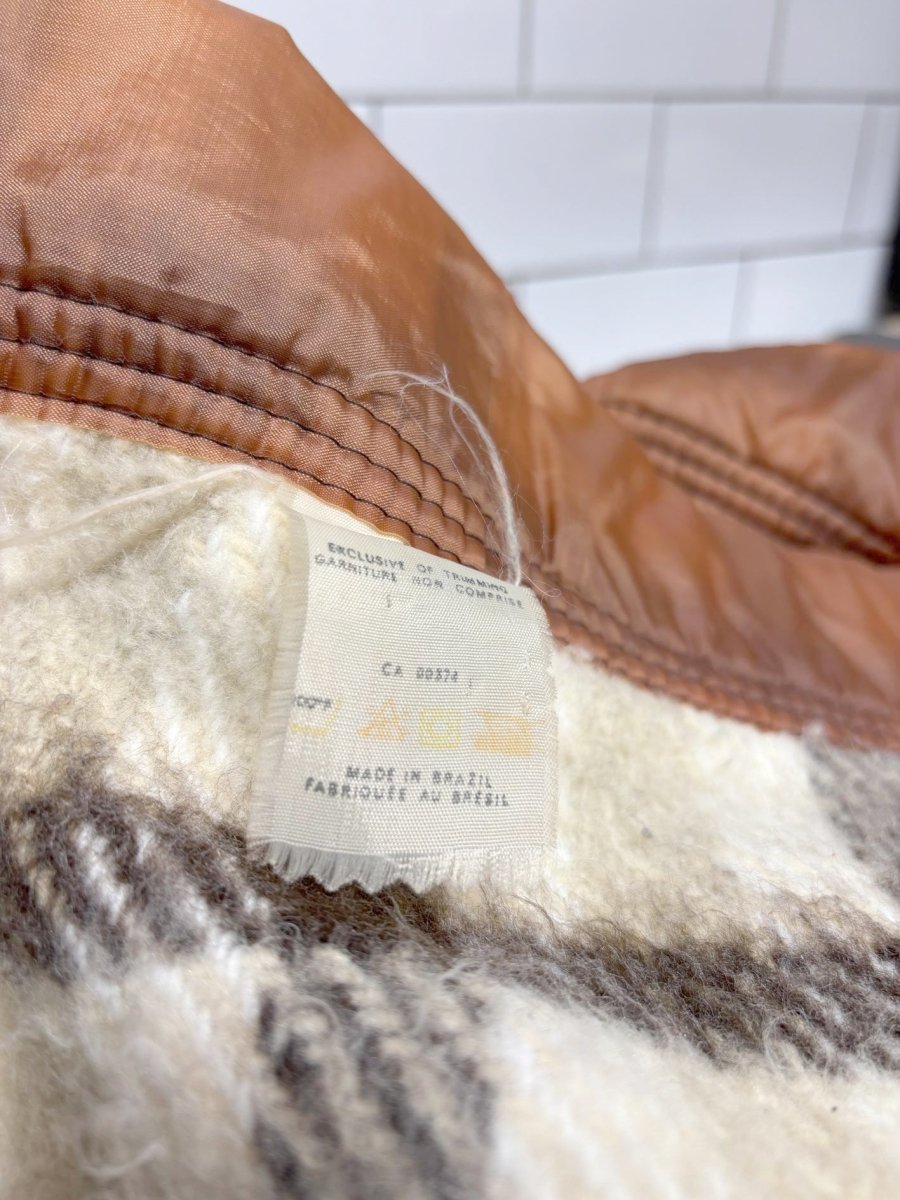 EXCLUSIVE OF TRIMMING
GARNITURE NON COMPRISE
CA 00374
MADE IN BRAZIL
FABRIQUÉE AU BRÉSIL